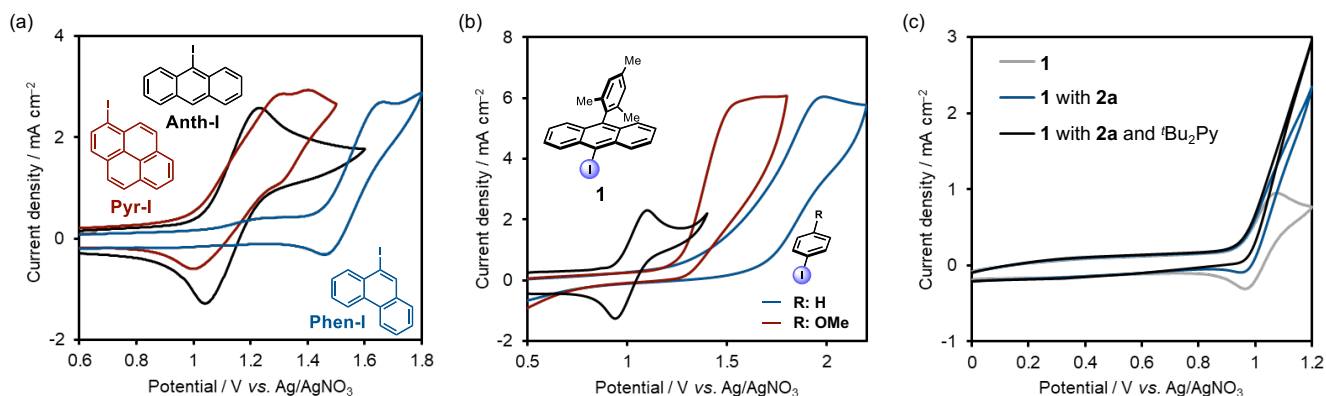 (a)
Current density / mA cm⁻²
4
2
0
-2
0.6
0.8
1.0
1.2
1.4
1.6
1.8
Potential / V vs. Ag/AgNO₃
I
Anth-I
I
Pyr-I
I
Phen-I
(b)
Current density / mA cm⁻²
8
6
4
2
0
-2
0.5
1
1.5
2
Potential / V vs. Ag/AgNO₃
Me
Me
Me
I
1
R
I
R: H
R: OMe
(c)
Current density / mA cm⁻²
3
2
1
0
-1
0
0.2
0.4
0.6
0.8
1
1.2
Potential / V vs. Ag/AgNO₃
1
1 with 2a
1 with 2a and ᵗBu₂Py